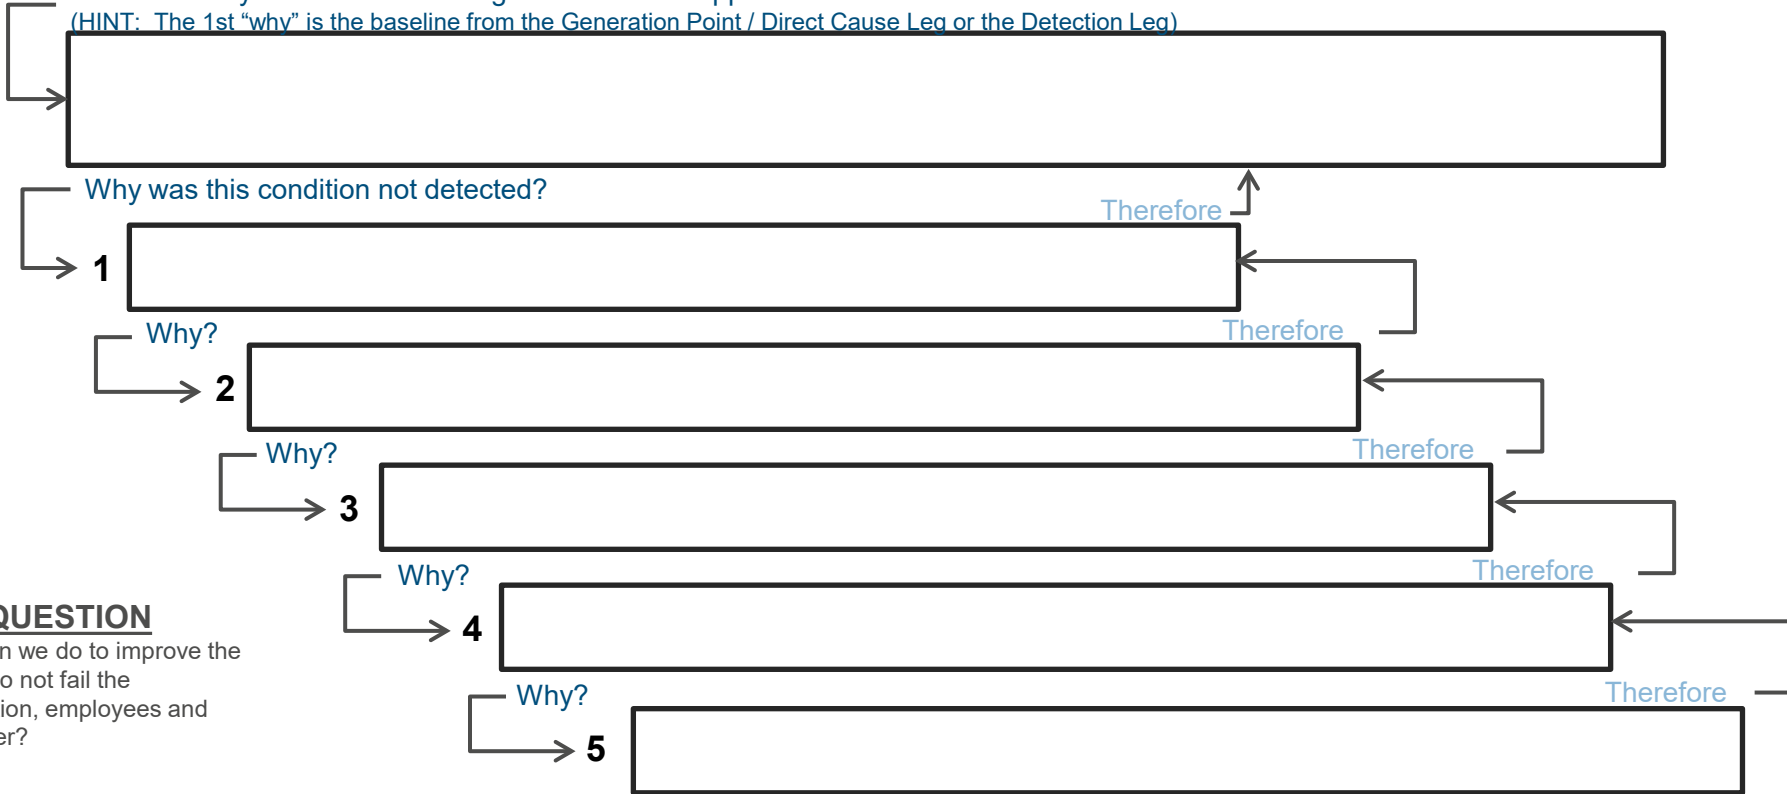 (HINT: The 1st “why” is the baseline from the Generation Point / Direct Cause Leg or the Detection Leg)
Why was this condition not detected?
Therefore
1
Why?
Therefore
2
Why?
Therefore
3
Why?
Therefore
4
QUESTION
we do to improve the
not fail the
employees and
Why?
Therefore
5